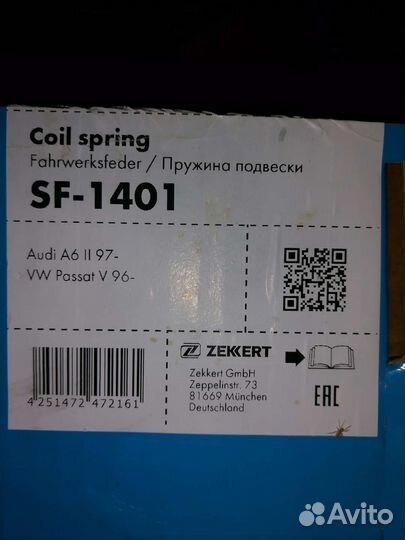 Coil spring
Fahrwerksfeder / Пружина подвески
SF-1401
Audi A6 II 97-
VW Passat V 96-
ZEKKERT
Zekkert GmbH
Zeppelinstr. 73
81669 München
Deutschland
4 251472 472161
EAC
Avito